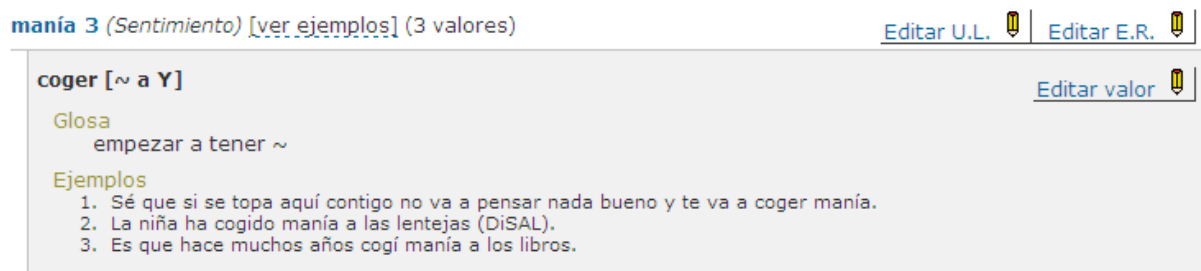 manía 3 (Sentimiento) [ver ejemplos] (3 valores) Editar U.L. Editar E.R.
coger [~ a Y] Editar valor
Glosa
empezar a tener ~
Ejemplos
1. Sé que si se topa aquí contigo no va a pensar nada bueno y te va a coger manía.
2. La niña ha cogido manía a las lentejas (DiSAL).
3. Es que hace muchos años cogí manía a los libros.